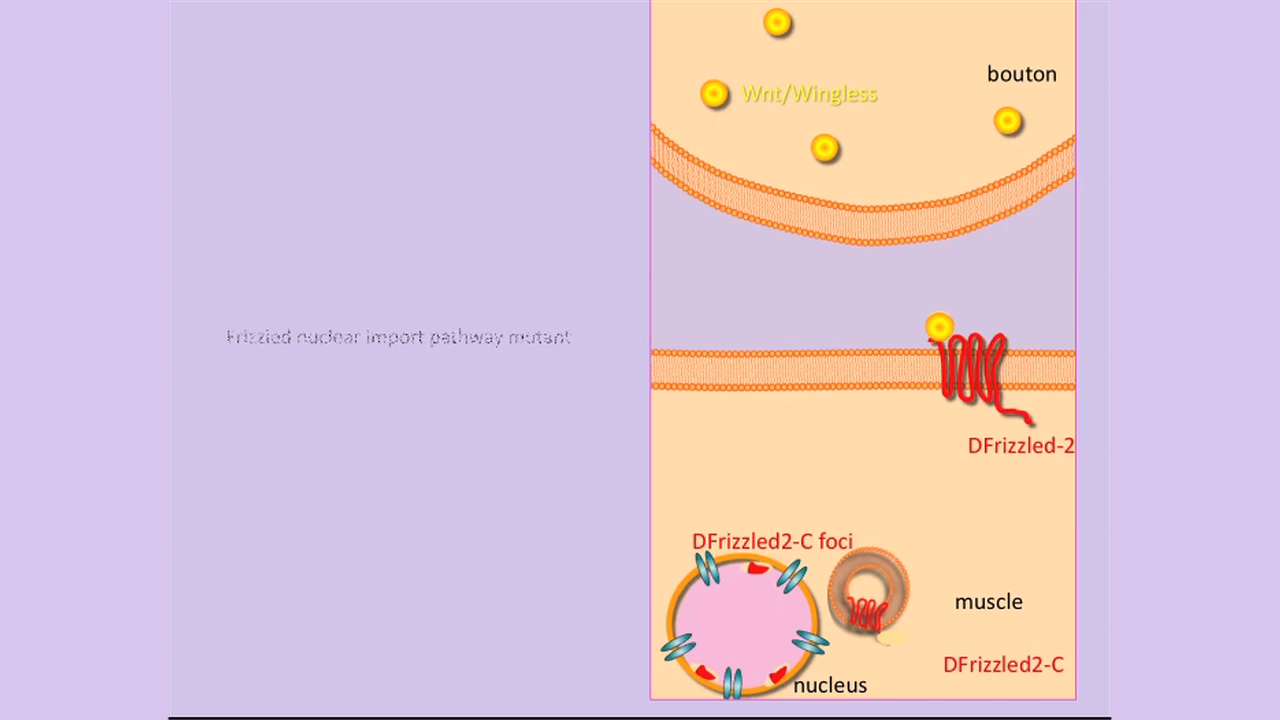 bouton
Wnt/Wingless
Frizzled nuclear import pathway mutant
DFrizzled-2
DFrizzled2-C foci
muscle
DFrizzled2-C
nucleus